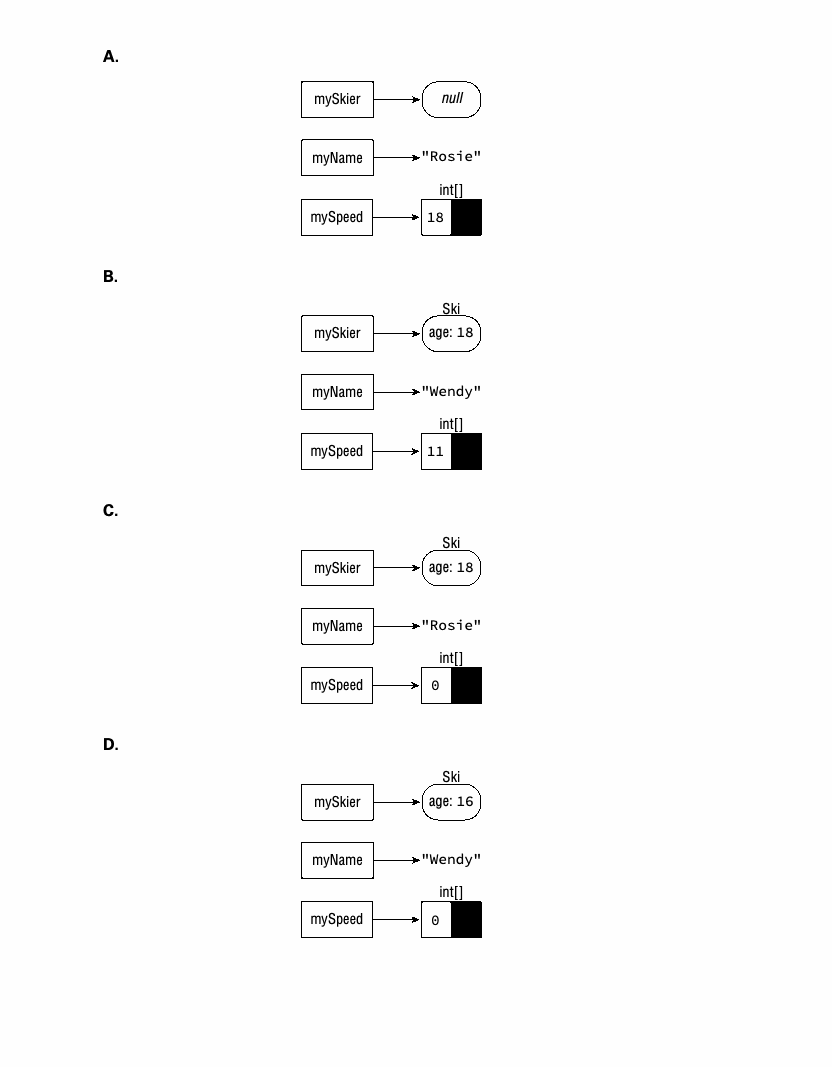 A.
mySkier
null
myName
"Rosie"
int[]
mySpeed
18
B.
Ski
mySkier
age: 18
myName
"Wendy"
int[]
mySpeed
11
C.
Ski
mySkier
age: 18
myName
"Rosie"
int[]
mySpeed
0
D.
Ski
mySkier
age: 16
myName
"Wendy"
int[]
mySpeed
0